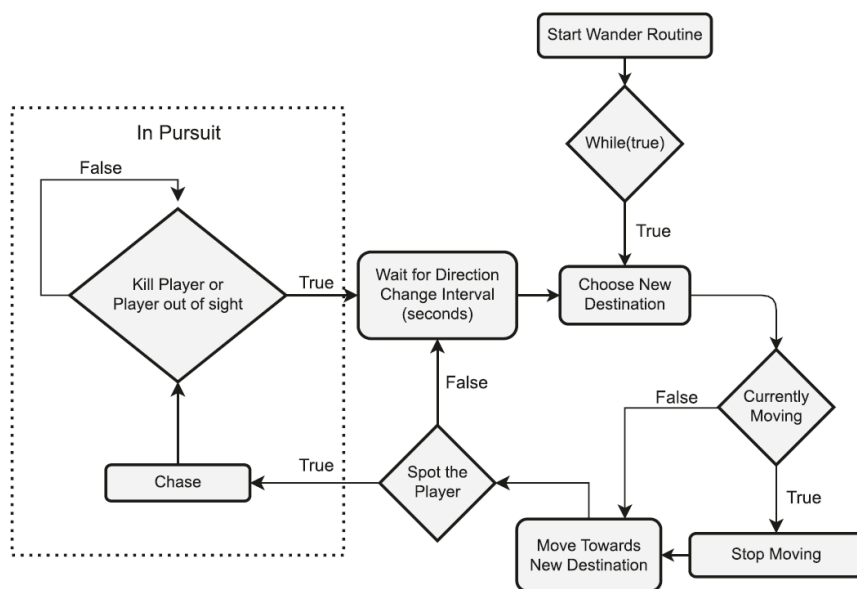 Start Wander Routine
While(true)
True
In Pursuit
False
Kill Player or
Player out of sight
True
Wait for Direction
Change Interval
(seconds)
Choose New
Destination
False
Currently
Moving
False
True
Chase
True
Spot the
Player
Move Towards
New Destination
Stop Moving